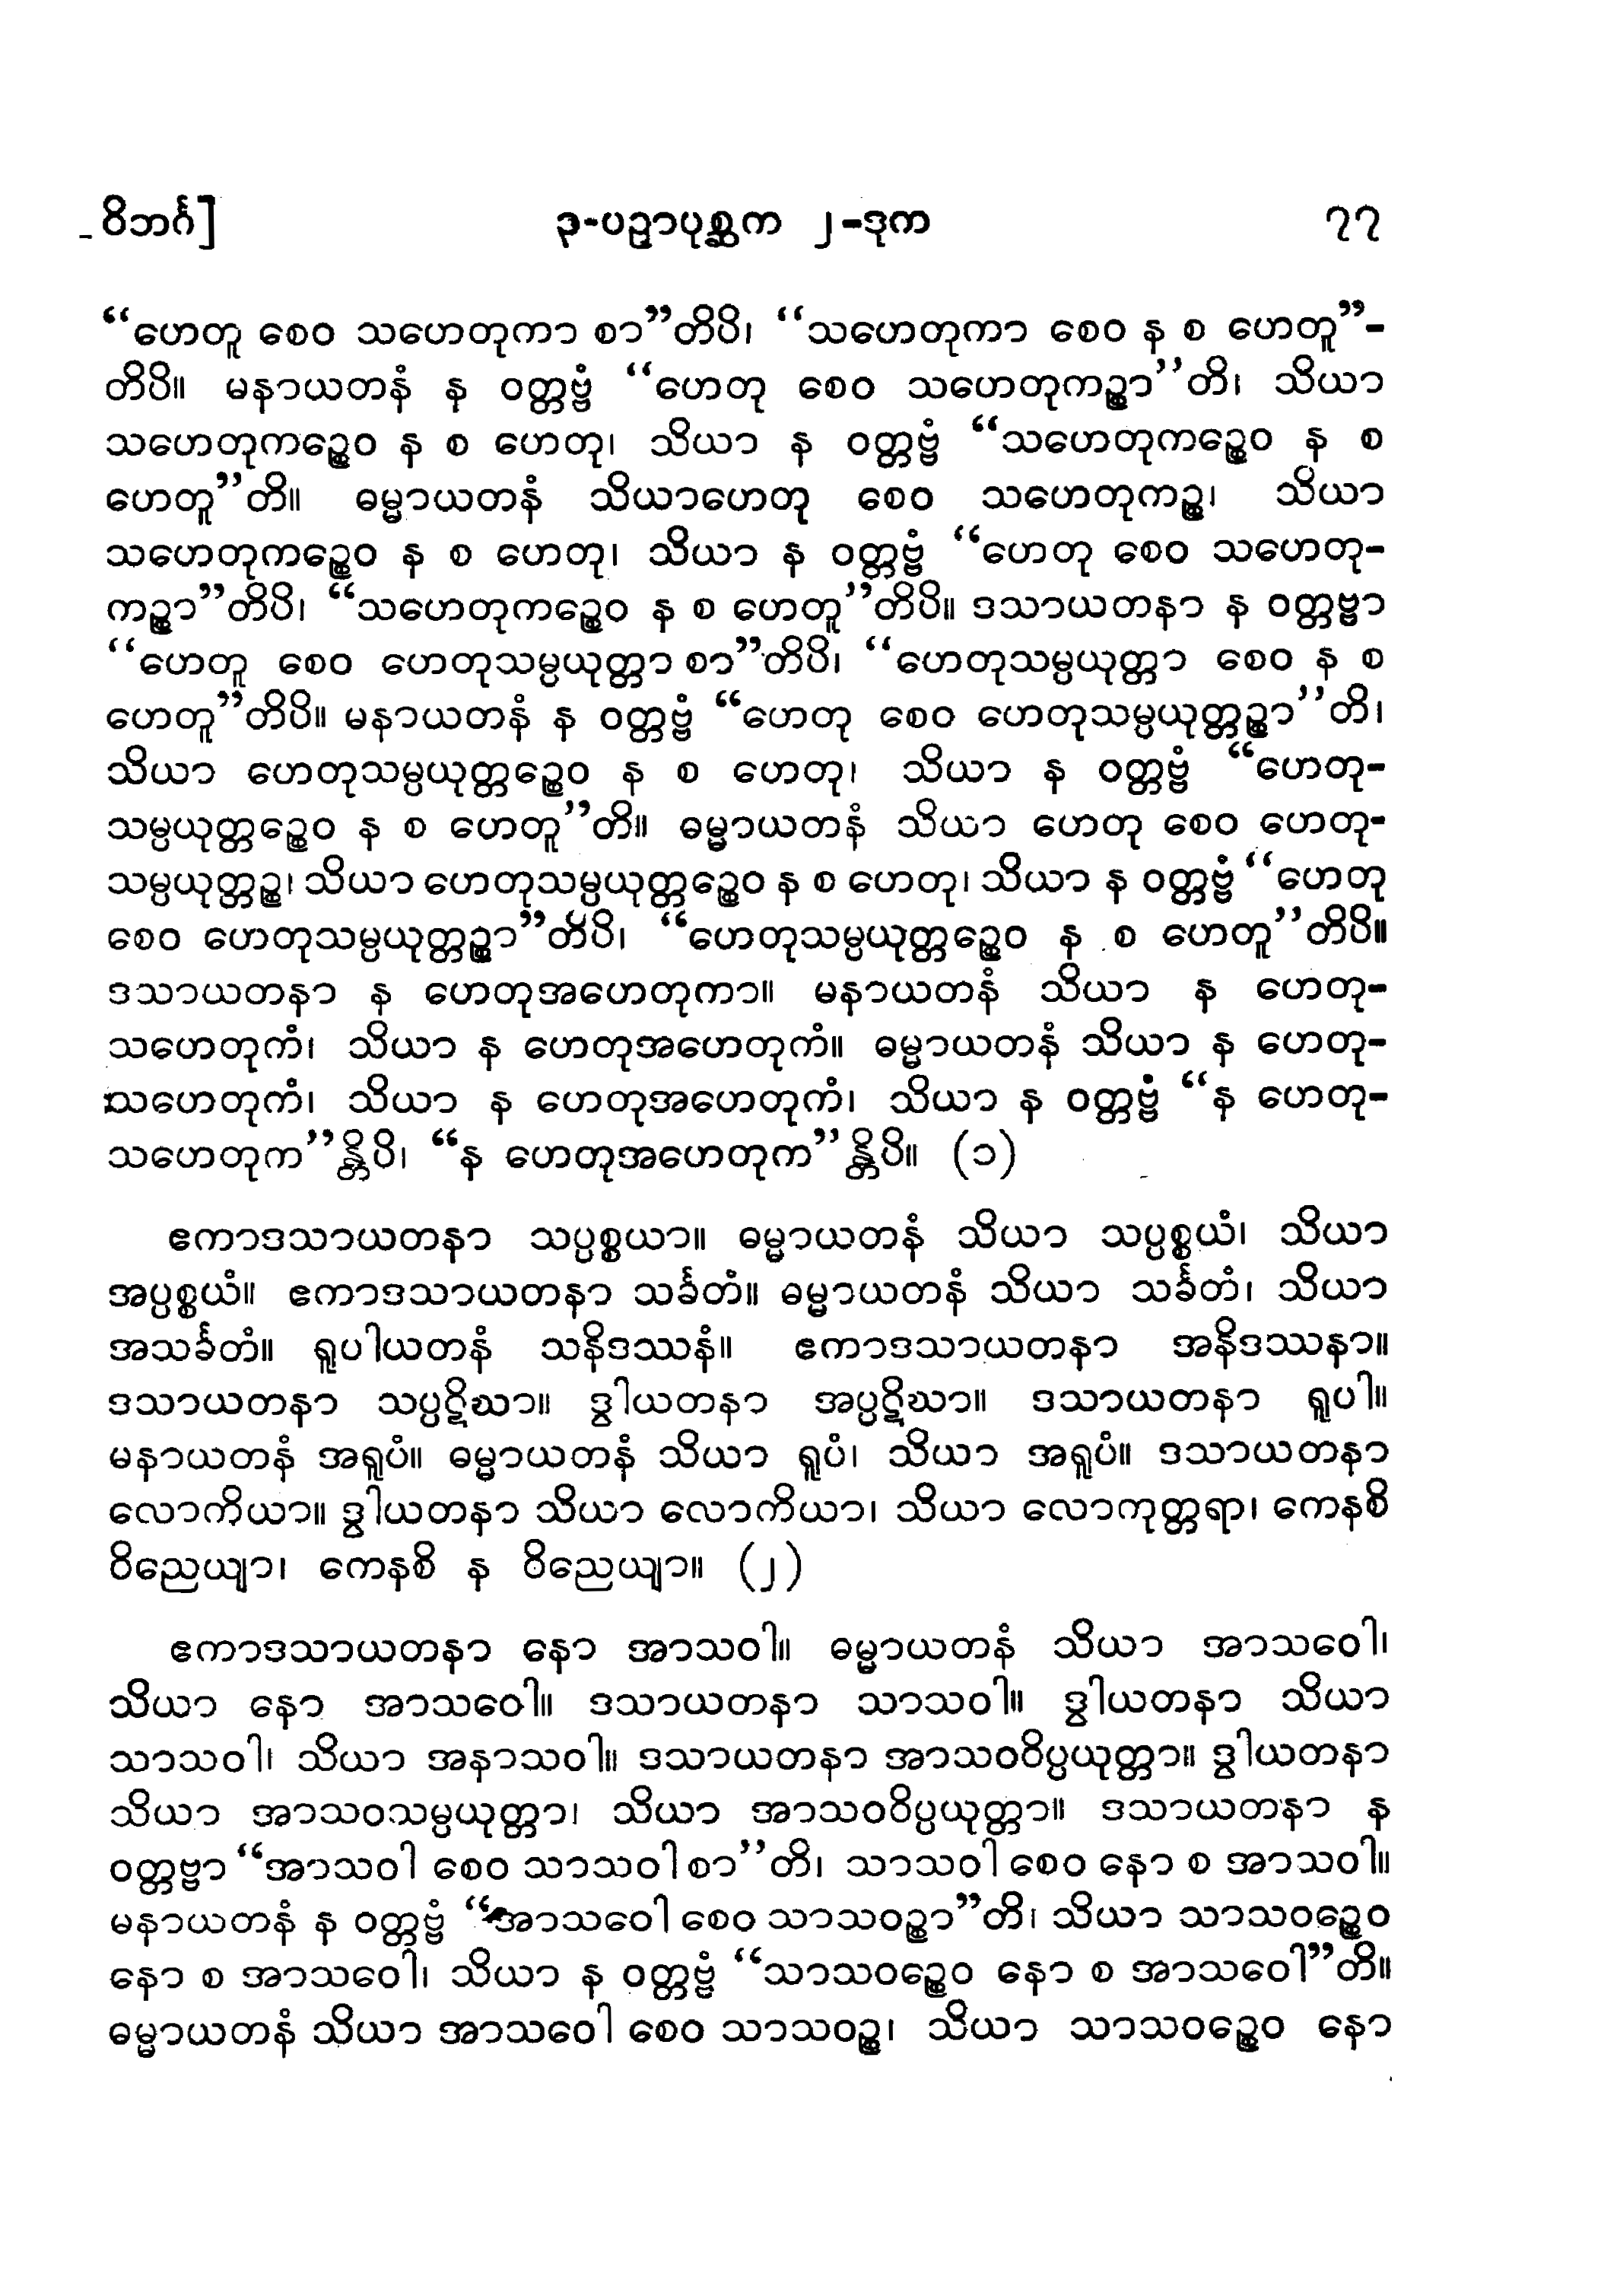 ဝိဘင်္ဂ] ၃-ပဉှာပုစ္ဆက ၂-ဒုက ၇၇
“ဟေတူ စေဝ သဟေတုကာ စာ”တိပိ၊ “သဟေတုကာ စေဝ န စ ဟေတူ”-
တိပိ။ မနာယတနံ န ဝတ္တဗ္ဗံ “ဟေတု စေဝ သဟေတုကဉ္စာ”တိ၊ သိယာ
သဟေတုကဉ္စေဝ န စ ဟေတု၊ သိယာ န ဝတ္တဗ္ဗံ “သဟေတုကဉ္စေဝ န စ
ဟေတူ”တိ။ ဓမ္မာယတနံ သိယာဟေတု စေဝ သဟေတုကဉ္စ၊ သိယာ
သဟေတုကဉ္စေဝ န စ ဟေတု၊ သိယာ န ဝတ္တဗ္ဗံ “ဟေတု စေဝ သဟေတု-
ကဉ္စာ”တိပိ၊ “သဟေတုကဉ္စေဝ န စ ဟေတူ”တိပိ။ ဒသာယတနာ န ဝတ္တဗ္ဗာ
“ဟေတူ စေဝ ဟေတုသမ္ပယုတ္တာ စာ”တိပိ၊ “ဟေတုသမ္ပယုတ္တာ စေဝ န စ
ဟေတူ”တိပိ။ မနာယတနံ န ဝတ္တဗ္ဗံ “ဟေတု စေဝ ဟေတုသမ္ပယုတ္တဉ္စာ”တိ၊
သိယာ ဟေတုသမ္ပယုတ္တဉ္စေဝ န စ ဟေတု၊ သိယာ န ဝတ္တဗ္ဗံ “ဟေတု-
သမ္ပယုတ္တဉ္စေဝ န စ ဟေတူ”တိ။ ဓမ္မာယတနံ သိယာ ဟေတု စေဝ ဟေတု-
သမ္ပယုတ္တဉ္စ၊ သိယာ ဟေတုသမ္ပယုတ္တဉ္စေဝ န စ ဟေတု၊ သိယာ န ဝတ္တဗ္ဗံ “ဟေတု
စေဝ ဟေတုသမ္ပယုတ္တဉ္စာ”တိပိ၊ “ဟေတုသမ္ပယုတ္တဉ္စေဝ န စ ဟေတူ”တိပိ။
ဒသာယတနာ န ဟေတုအဟေတုကာ။ မနာယတနံ သိယာ န ဟေတု-
သဟေတုကံ၊ သိယာ န ဟေတုအဟေတုကံ။ ဓမ္မာယတနံ သိယာ န ဟေတု-
သဟေတုကံ၊ သိယာ န ဟေတုအဟေတုကံ၊ သိယာ န ဝတ္တဗ္ဗံ “န ဟေတု-
သဟေတုက”န္တိပိ၊ “န ဟေတုအဟေတုက”န္တိပိ။ (၁)
ဧကာဒသာယတနာ သပ္ပစ္စယာ။ ဓမ္မာယတနံ သိယာ သပ္ပစ္စယံ၊ သိယာ
အပ္ပစ္စယံ။ ဧကာဒသာယတနာ သင်္ခတံ။ ဓမ္မာယတနံ သိယာ သင်္ခတံ၊ သိယာ
အသင်္ခတံ။ ရူပါယတနံ သနိဒဿနံ။ ဧကာဒသာယတနာ အနိဒဿနာ။
ဒသာယတနာ သပ္ပဋိဃာ။ ဒွါယတနာ အပ္ပဋိဃာ။ ဒသာယတနာ ရူပါ။
မနာယတနံ အရူပံ။ ဓမ္မာယတနံ သိယာ ရူပံ၊ သိယာ အရူပံ။ ဒသာယတနာ
လောကိယာ။ ဒွါယတနာ သိယာ လောကိယာ၊ သိယာ လောကုတ္တရာ၊ ကေနစိ
ဝိညေယျာ၊ ကေနစိ န ဝိညေယျာ။ (၂)
ဧကာဒသာယတနာ နော အာသဝါ။ ဓမ္မာယတနံ သိယာ အာသဝေါ၊
သိယာ နော အာသဝေါ။ ဒသာယတနာ သာသဝါ။ ဒွါယတနာ သိယာ
သာသဝါ၊ သိယာ အနာသဝါ။ ဒသာယတနာ အာသဝဝိပ္ပယုတ္တာ။ ဒွါယတနာ
သိယာ အာသဝသမ္ပယုတ္တာ၊ သိယာ အာသဝဝိပ္ပယုတ္တာ။ ဒသာယတနာ န
ဝတ္တဗ္ဗာ “အာသဝါ စေဝ သာသဝါ စာ”တိ၊ သာသဝါ စေဝ နော စ အာသဝါ။
မနာယတနံ န ဝတ္တဗ္ဗံ “အာသဝေါ စေဝ သာသဝဉ္စာ”တိ၊ သိယာ သာသဝဉ္စေဝ
နော စ အာသဝေါ၊ သိယာ န ဝတ္တဗ္ဗံ “သာသဝဉ္စေဝ နော စ အာသဝေါ”တိ။
ဓမ္မာယတနံ သိယာ အာသဝေါ စေဝ သာသဝဉ္စ၊ သိယာ သာသဝဉ္စေဝ နော